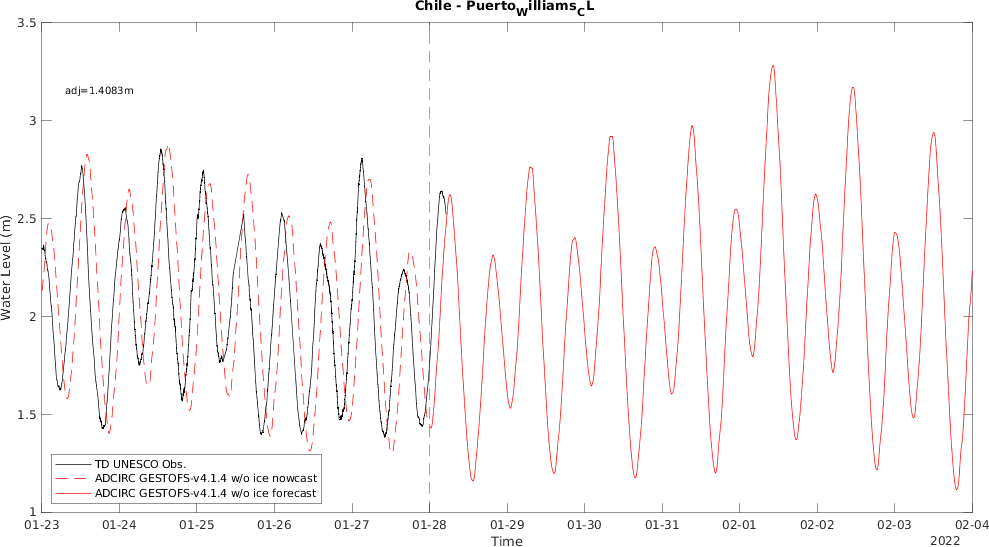 Chile - PuertoWilliamsCL
adj=1.4083m
3.5
3
2.5
2
1.5
1
Water Level (m)
TD UNESCO Obs.
ADCIRC GESTOFS-v4.1.4 w/o ice nowcast
ADCIRC GESTOFS-v4.1.4 w/o ice forecast
01-23 01-24 01-25 01-26 01-27 01-28 01-29 01-30 01-31 02-01 02-02 02-03 02-04
Time
2022